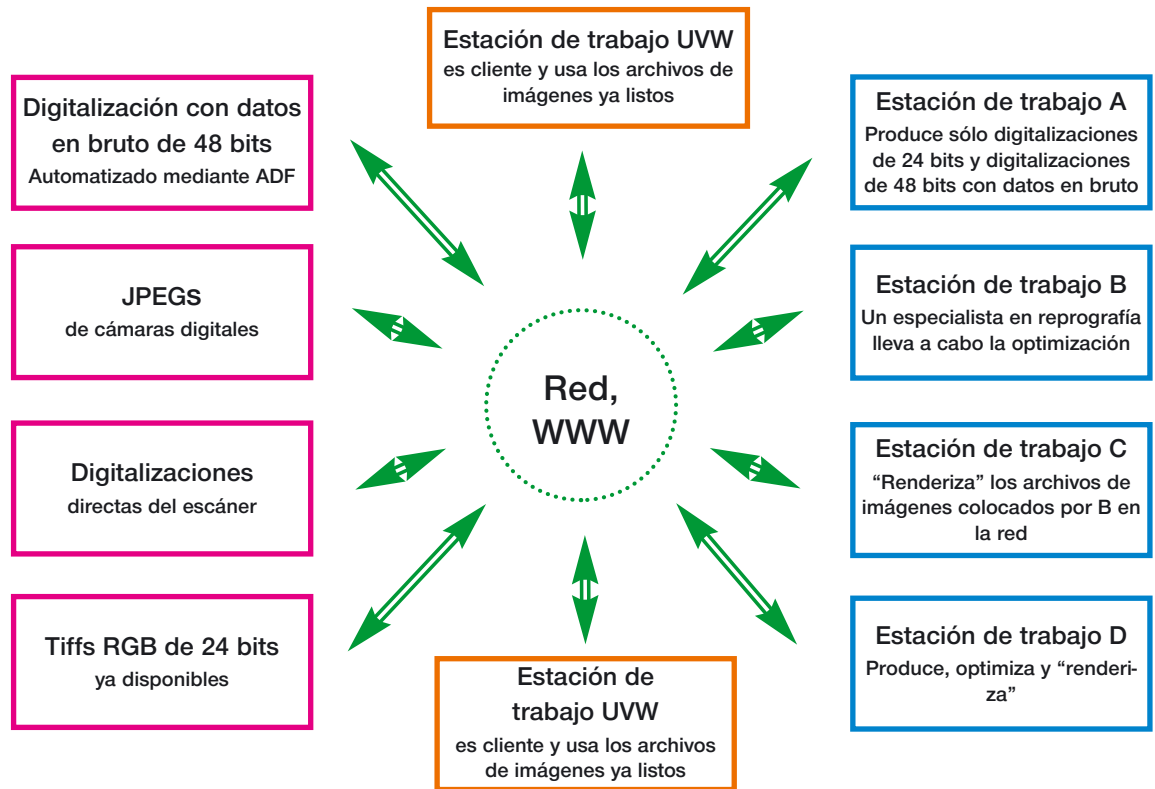 Estación de trabajo UVW
es cliente y usa los archivos de
imágenes ya listos
Digitalización con datos
en bruto de 48 bits
Automatizado mediante ADF
JPEGs
de cámaras digitales
Digitalizaciones
directas del escáner
Tiffs RGB de 24 bits
ya disponibles
Red,
WWW
Estación de trabajo A
Produce sólo digitalizaciones
de 24 bits y digitalizaciones
de 48 bits con datos en bruto
Estación de trabajo B
Un especialista en reprografía
lleva a cabo la optimización
Estación de trabajo C
“Renderiza” los archivos de
imágenes colocados por B en
la red
Estación de trabajo D
Produce, optimiza y “renderi-
za”
Estación de
trabajo UVW
es cliente y usa los archivos
de imágenes ya listos